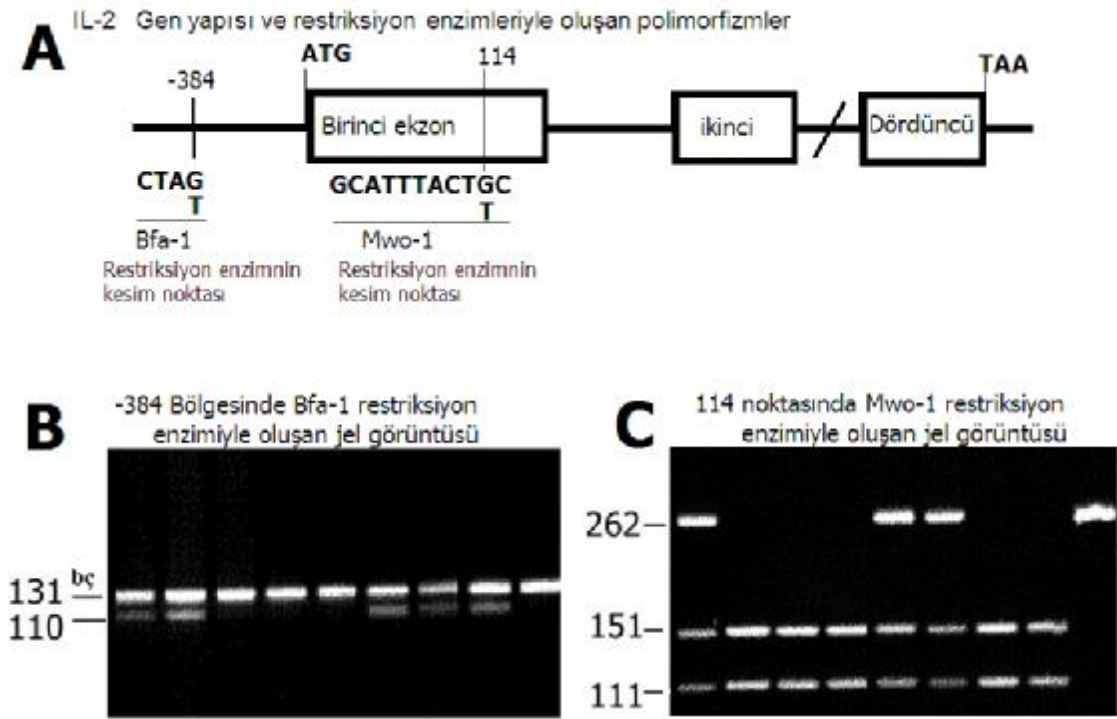 A
IL-2 Gen yapısı ve restriksiyon enzimleriyle oluşan polimorfizmler
-384
ATG
114
TAA
Birinci ekzon
ikinci
Dördüncü
CTAG
T
GCATTTACTGC
T
Bfa-1
Mwo-1
Restriksiyon enzimnin
kesim noktası
Restriksiyon enzimnin
kesim noktası
B
-384 Bölgesinde Bfa-1 restriksiyon
enzimiyle oluşan jel görüntüsü
131 bç
110
C
114 noktasında Mwo-1 restriksiyon
enzimiyle oluşan jel görüntüsü
262
151
111